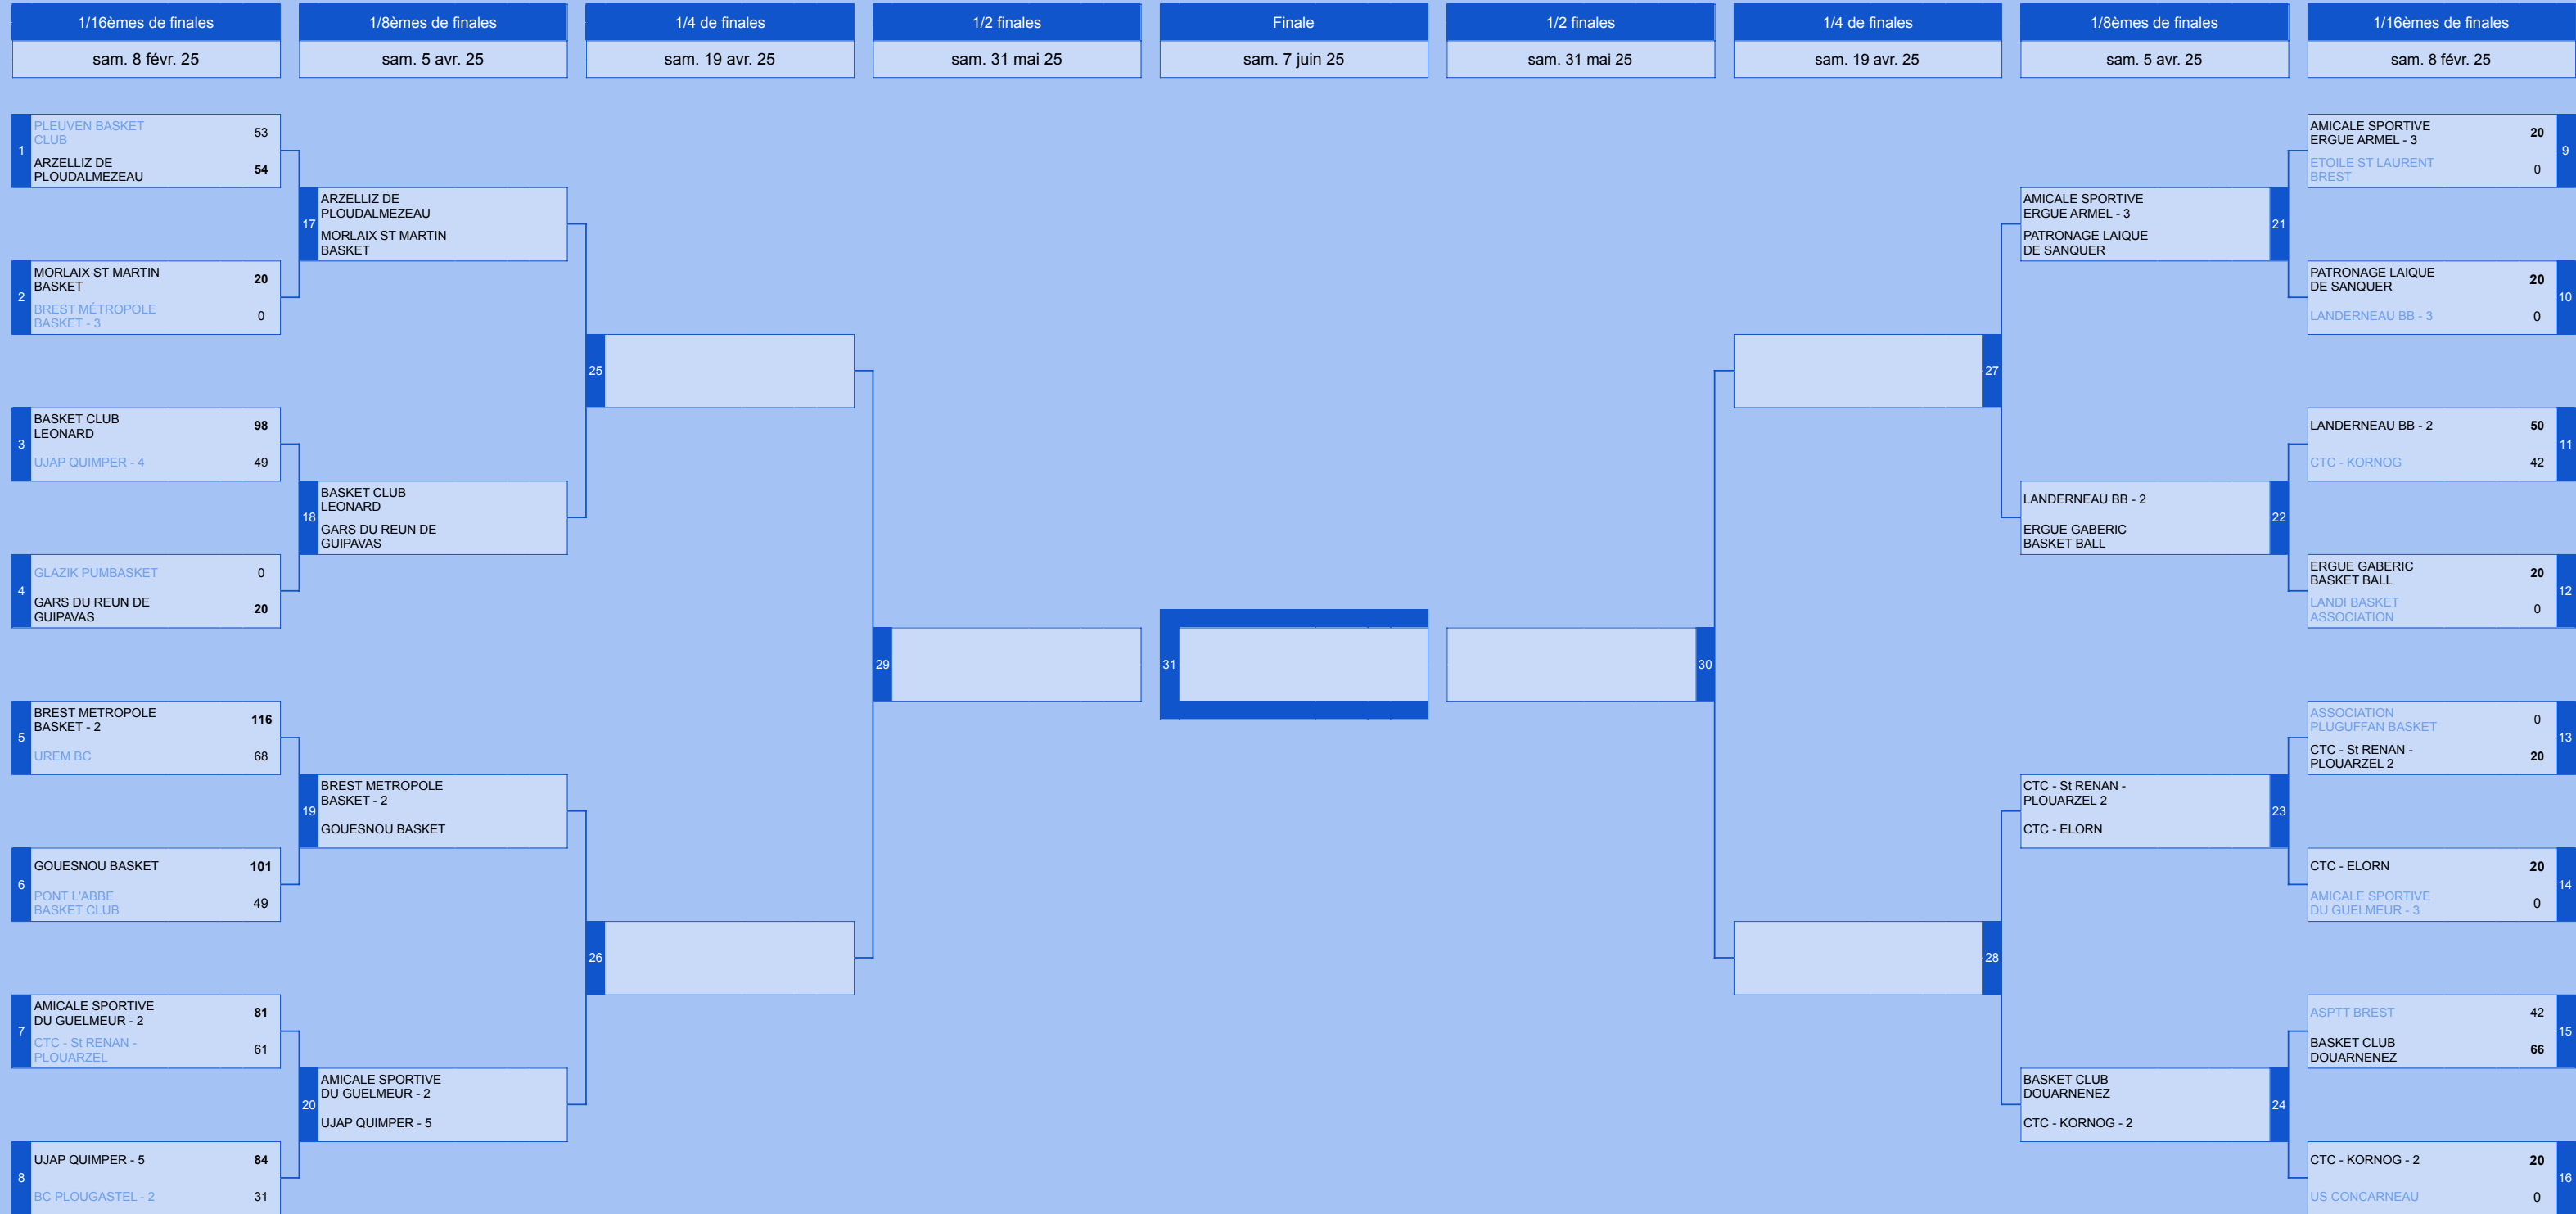 1/16èmes de finales
sam. 8 févr. 25
1/8èmes de finales
sam. 5 avr. 25
1/4 de finales
sam. 19 avr. 25
1/2 finales
sam. 31 mai 25
Finale
sam. 7 juin 25
1/2 finales
sam. 31 mai 25
1/4 de finales
sam. 19 avr. 25
1/8èmes de finales
sam. 5 avr. 25
1/16èmes de finales
sam. 8 févr. 25
1
PLEUVEN BASKET
CLUB
53
ARZELLIZ DE
PLOUDALMEZEAU
54
2
MORLAIX ST MARTIN
BASKET
20
BREST MÉTROPOLE
BASKET - 3
0
3
BASKET CLUB
LEONARD
98
UJAP QUIMPER - 4
49
4
GLAZIK PUMBASKET
0
GARS DU REUN DE
GUIPAVAS
20
5
BREST METROPOLE
BASKET - 2
116
UREM BC
68
6
GOUESNOU BASKET
101
PONT L'ABBE
BASKET CLUB
49
7
AMICALE SPORTIVE
DU GUELMEUR - 2
81
CTC - St RENAN -
PLOUARZEL
61
8
UJAP QUIMPER - 5
84
BC PLOUGASTEL - 2
31
17
ARZELLIZ DE
PLOUDALMEZEAU
MORLAIX ST MARTIN
BASKET
18
BASKET CLUB
LEONARD
GARS DU REUN DE
GUIPAVAS
19
BREST METROPOLE
BASKET - 2
GOUESNOU BASKET
20
AMICALE SPORTIVE
DU GUELMEUR - 2
UJAP QUIMPER - 5
25
26
29
31
30
27
28
AMICALE SPORTIVE
ERGUE ARMEL - 3
PATRONAGE LAIQUE
DE SANQUER
21
LANDERNEAU BB - 2
ERGUE GABERIC
BASKET BALL
22
CTC - St RENAN -
PLOUARZEL 2
CTC - ELORN
23
BASKET CLUB
DOUARNENEZ
CTC - KORNOG - 2
24
AMICALE SPORTIVE
ERGUE ARMEL - 3
20
ETOILE ST LAURENT
BREST
0
9
PATRONAGE LAIQUE
DE SANQUER
20
LANDERNEAU BB - 3
0
10
LANDERNEAU BB - 2
50
CTC - KORNOG
42
11
ERGUE GABERIC
BASKET BALL
20
LANDI BASKET
ASSOCIATION
0
12
ASSOCIATION
PLUGUFFAN BASKET
0
CTC - St RENAN -
PLOUARZEL 2
20
13
CTC - ELORN
20
AMICALE SPORTIVE
DU GUELMEUR - 3
0
14
ASPTT BREST
42
BASKET CLUB
DOUARNENEZ
66
15
CTC - KORNOG - 2
20
US CONCARNEAU
0
16